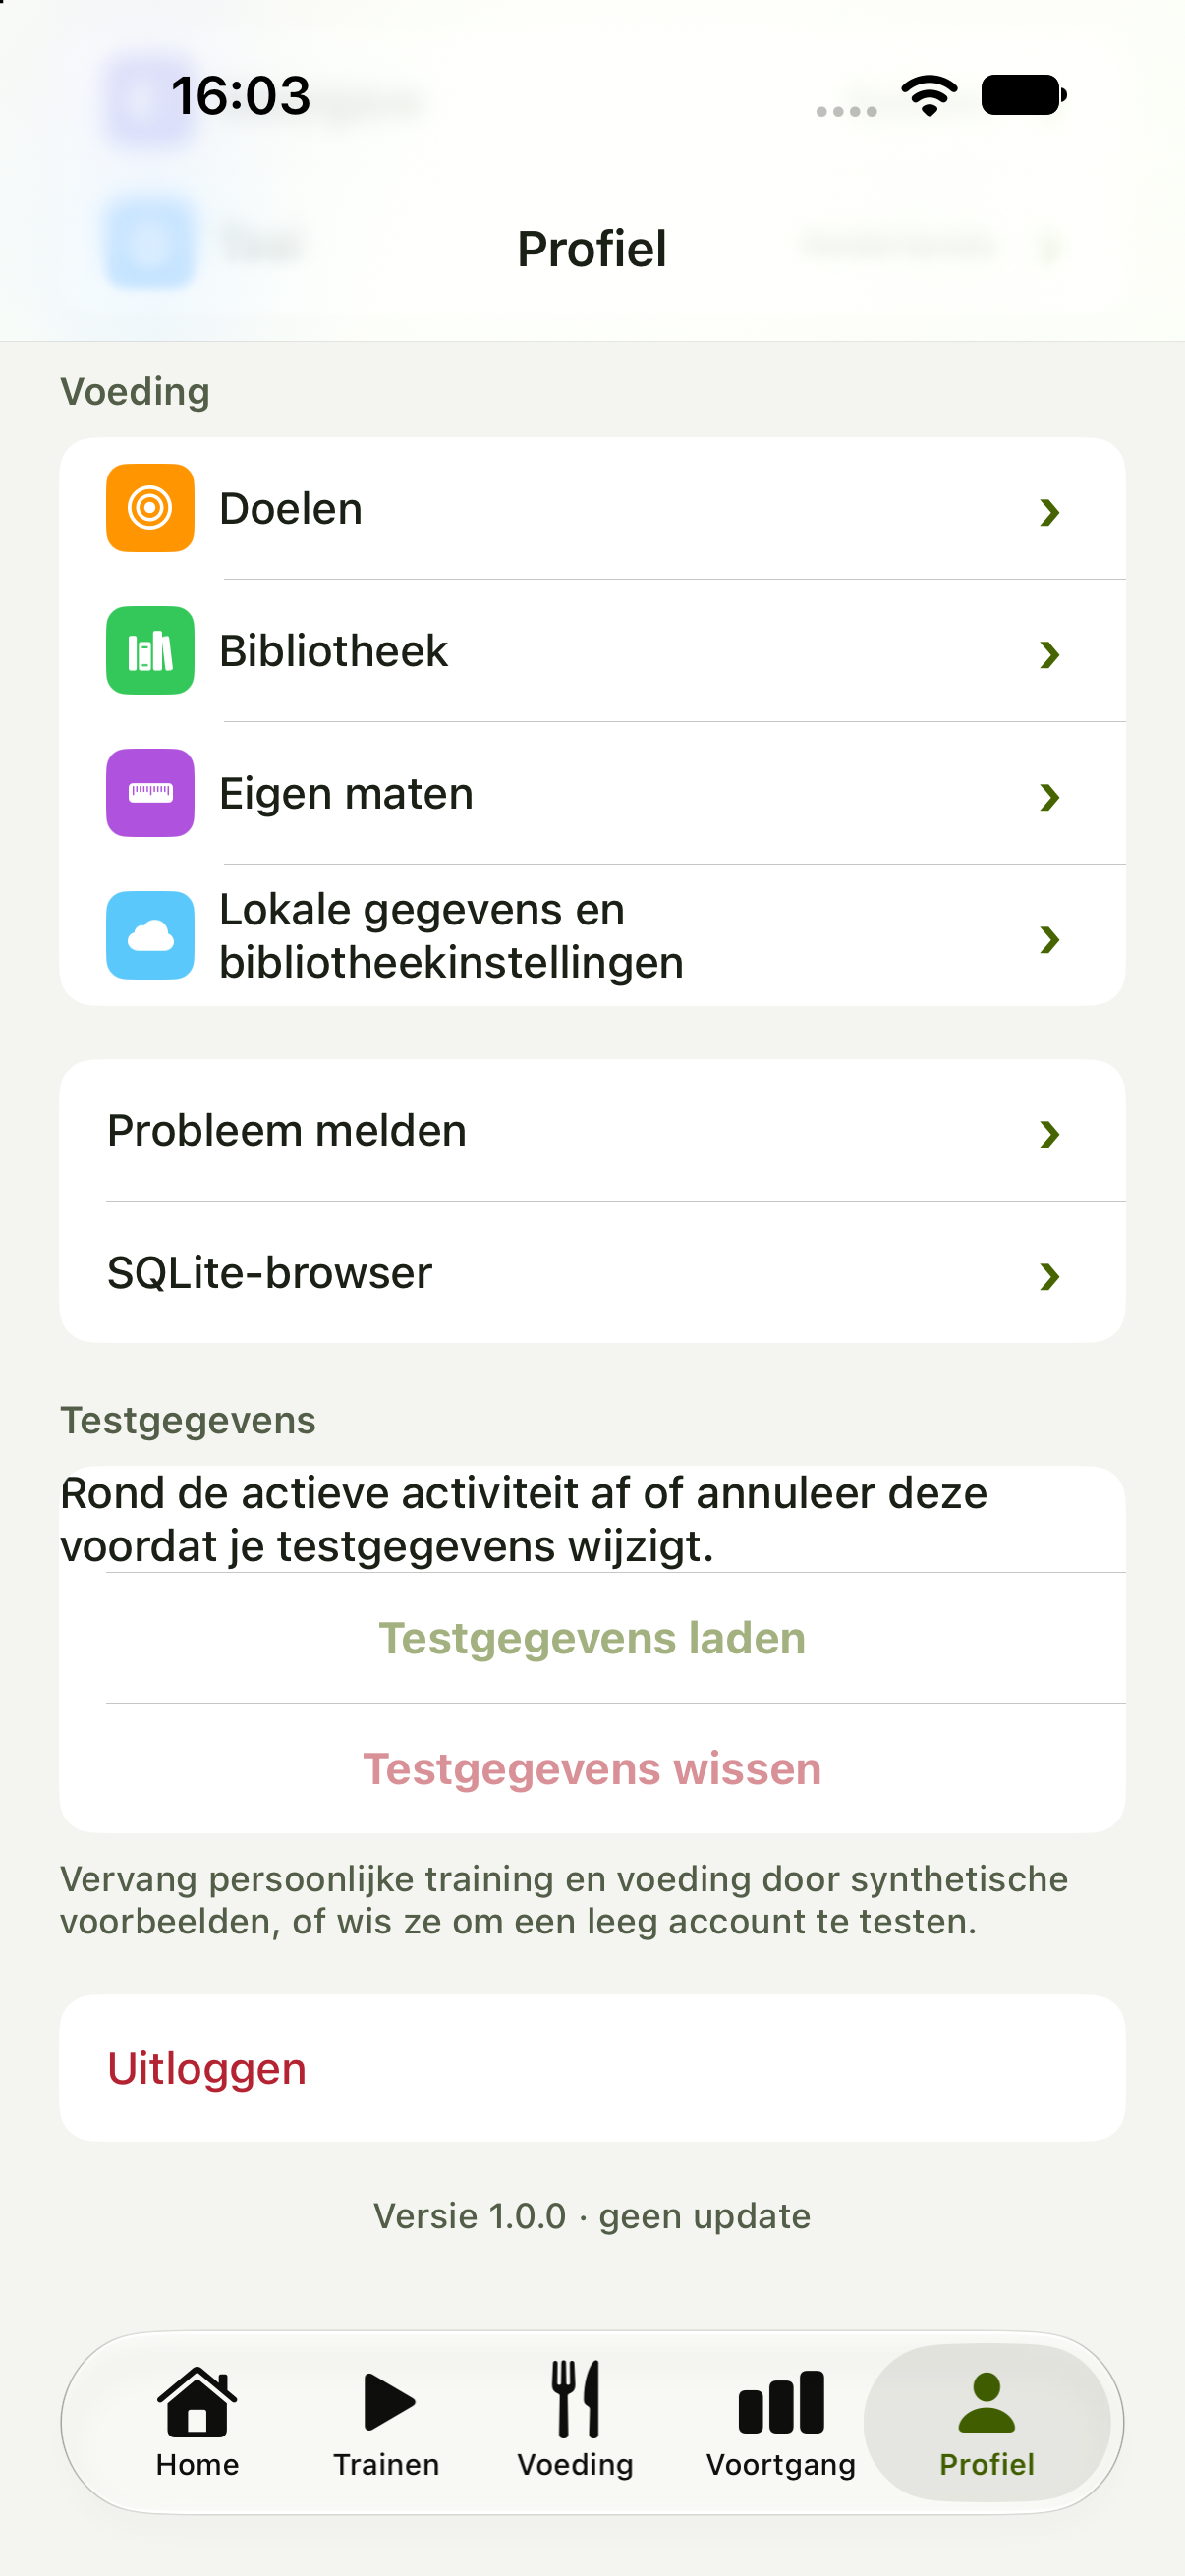 16:03
Profiel
Voeding
Doelen
Bibliotheek
Eigen maten
Lokale gegevens en
bibliotheekinstellingen
Probleem melden
SQLite-browser
Testgegevens
Rond de actieve activiteit af of annuleer deze
voordat je testgegevens wijzigt.
Testgegevens laden
Testgegevens wissen
Vervang persoonlijke training en voeding door synthetische
voorbeelden, of wis ze om een leeg account te testen.
Uitloggen
Versie 1.0.0 · geen update
Home
Trainen
Voeding
Voortgang
Profiel